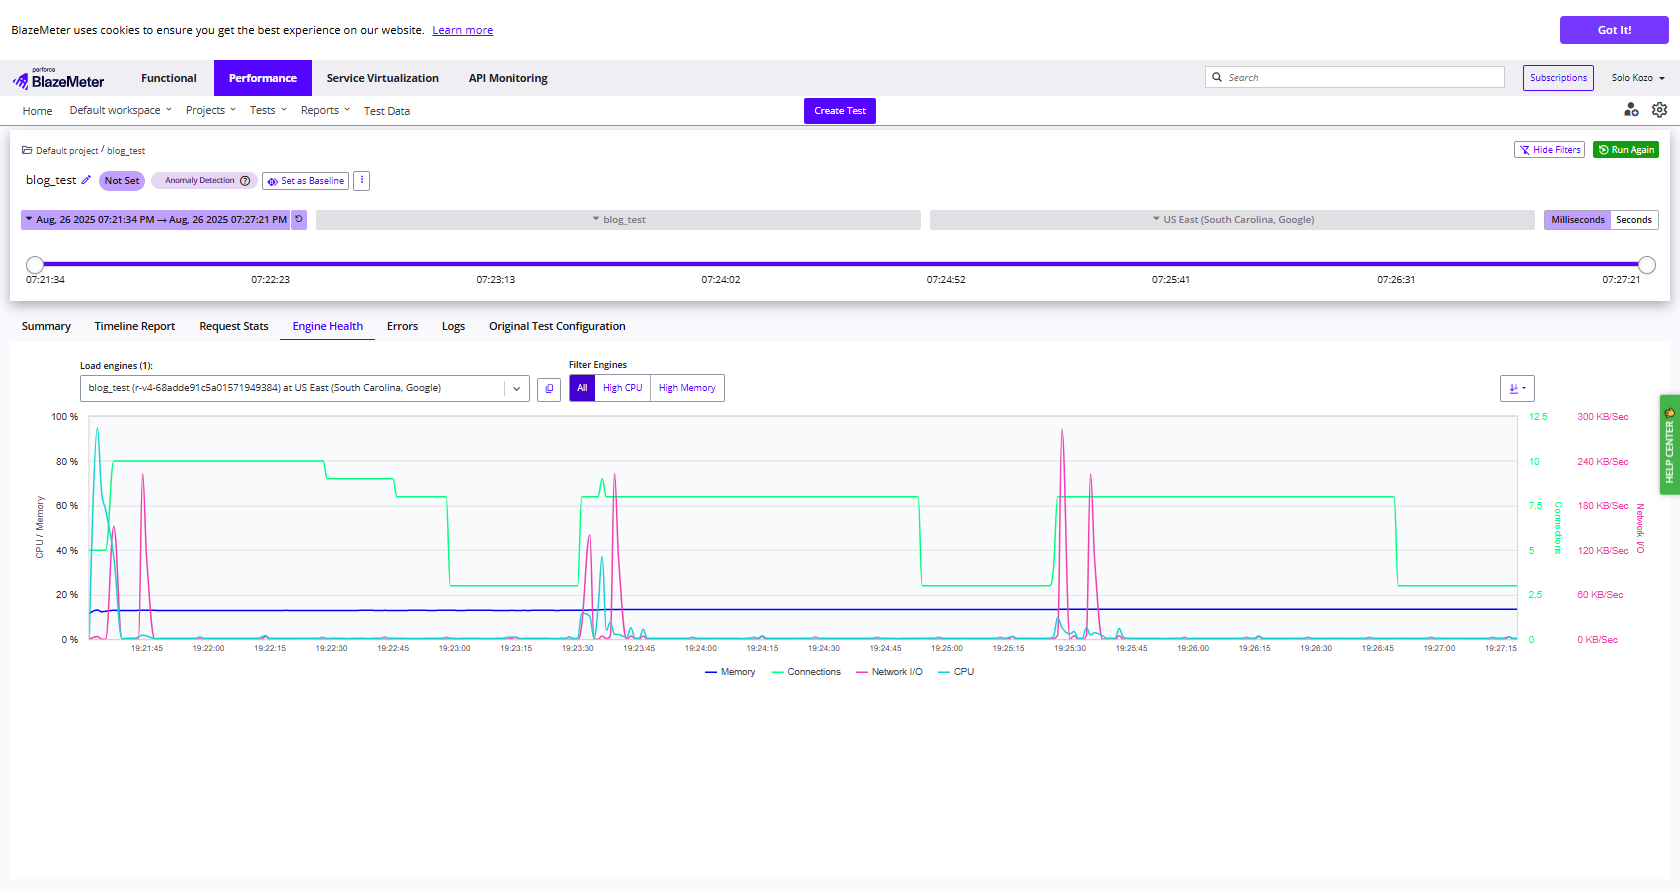 BlazeMeter uses cookies to ensure you get the best experience on our website. Learn more
Got It!
perforce
BlazeMeter
Functional
Performance
Service Virtualization
API Monitoring
Search
Subscriptions
Solo Kozo
Home
Default workspace
Projects
Tests
Reports
Test Data
Create Test
Default project / blog_test
Hide Filters
Run Again
blog_test
Not Set
Anomaly Detection ?
Set as Baseline
Aug, 26 2025 07:21:34 PM → Aug, 26 2025 07:27:21 PM
blog_test
US East (South Carolina, Google)
Milliseconds
Seconds
07:21:34
07:22:23
07:23:13
07:24:02
07:24:52
07:25:41
07:26:31
07:27:21
Summary
Timeline Report
Request Stats
Engine Health
Errors
Logs
Original Test Configuration
Load engines (1):
Filter Engines
blog_test (r-v4-68adde91c5a01571949384) at US East (South Carolina, Google)
All
High CPU
High Memory
100 %
80 %
60 %
40 %
20 %
0 %
CPU / Memory
12.5
10
7.5
5
2.5
0
Connections
300 KB/Sec
240 KB/Sec
180 KB/Sec
120 KB/Sec
60 KB/Sec
0 KB/Sec
Network I/O
HELP CENTER
19:21:45
19:22:00
19:22:15
19:22:30
19:22:45
19:23:00
19:23:15
19:23:30
19:23:45
19:24:00
19:24:15
19:24:30
19:24:45
19:25:00
19:25:15
19:25:30
19:25:45
19:26:00
19:26:15
19:26:30
19:26:45
19:27:00
19:27:15
Memory
Connections
Network I/O
CPU